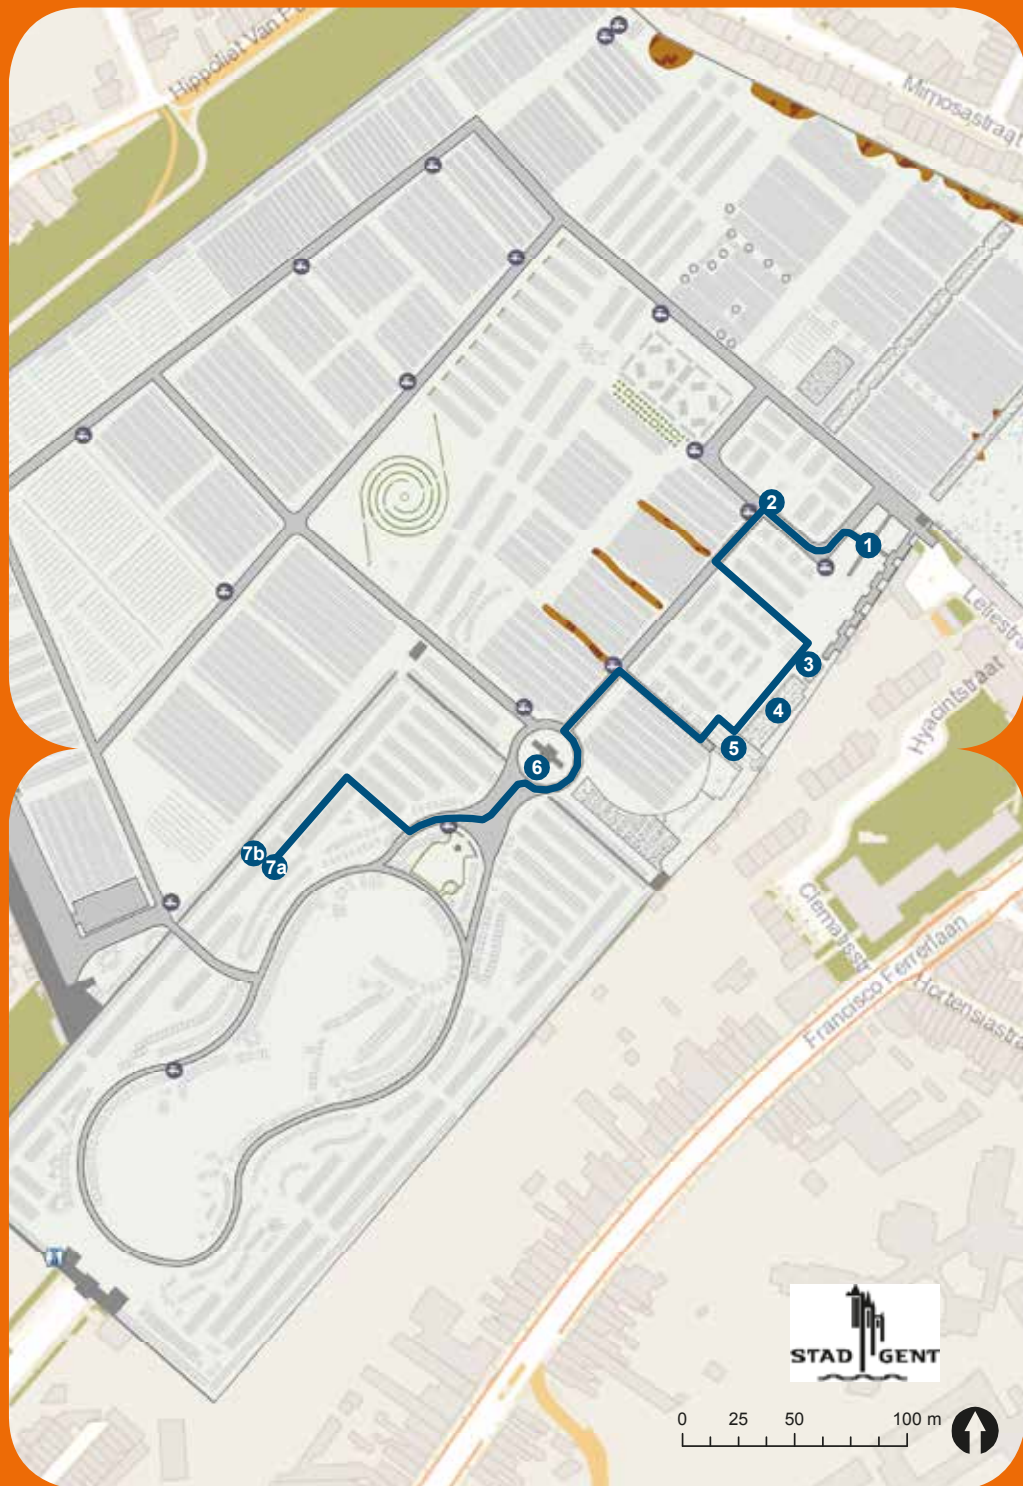 Hippoliet Van P
Mimosastraat
2
1
Leliestra
3
Hyacintstraat
4
5
6
7b
7a
Clematisstr
Francisco Ferrerlaan
Hortensiastra
STAD GENT
0 25 50 100 m